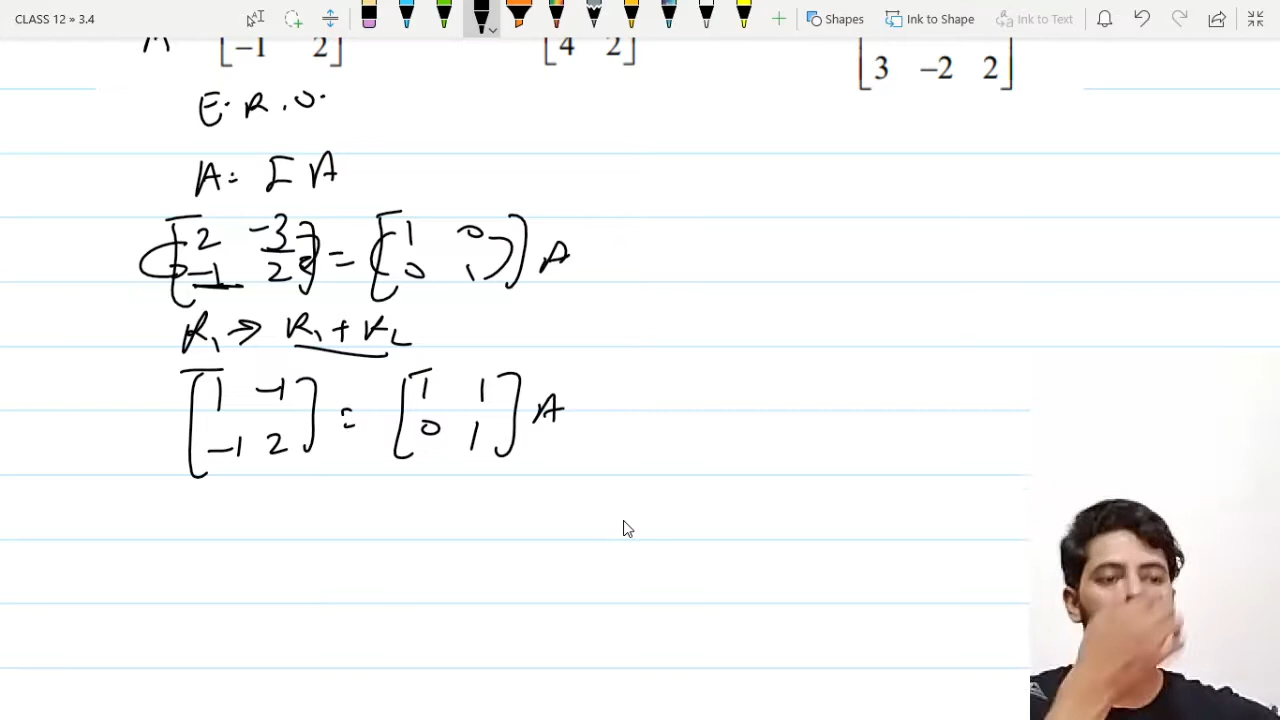 CLASS 12 » 3.4
Shapes Ink to Shape Ink to Text
[-1 2] [4 2]
[3 -2 2]
E. R. O.
A = I A
[2 -3
-1 2] = [1 0
0 1] A
R₁ → R₁ + R₂
[1 -1
-1 2] = [1 1
0 1] A